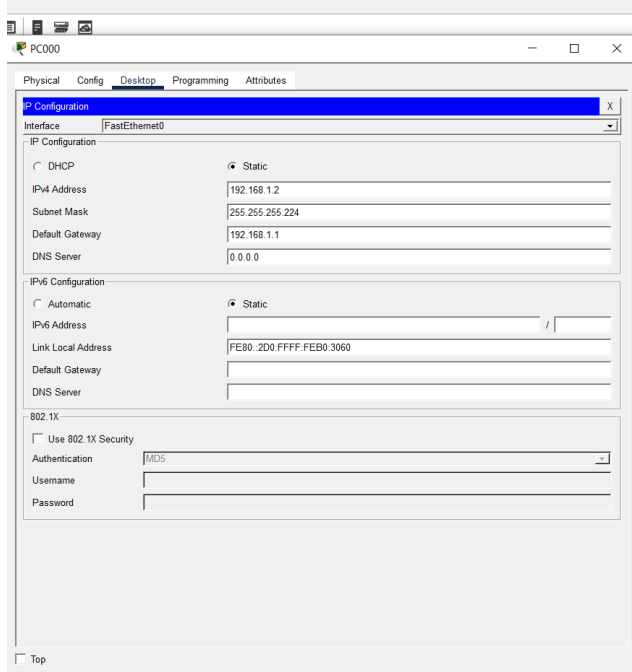 PC000
Physical Config Desktop Programming Attributes
IP Configuration X
Interface FastEthernet0
IP Configuration
DHCP Static
IPv4 Address 192.168.1.2
Subnet Mask 255.255.255.224
Default Gateway 192.168.1.1
DNS Server 0.0.0.0
IPv6 Configuration
Automatic Static
IPv6 Address /
Link Local Address FE80::2D0:FFFF:FEB0:3060
Default Gateway
DNS Server
802.1X
Use 802.1X Security
Authentication MD5
Username
Password
Top